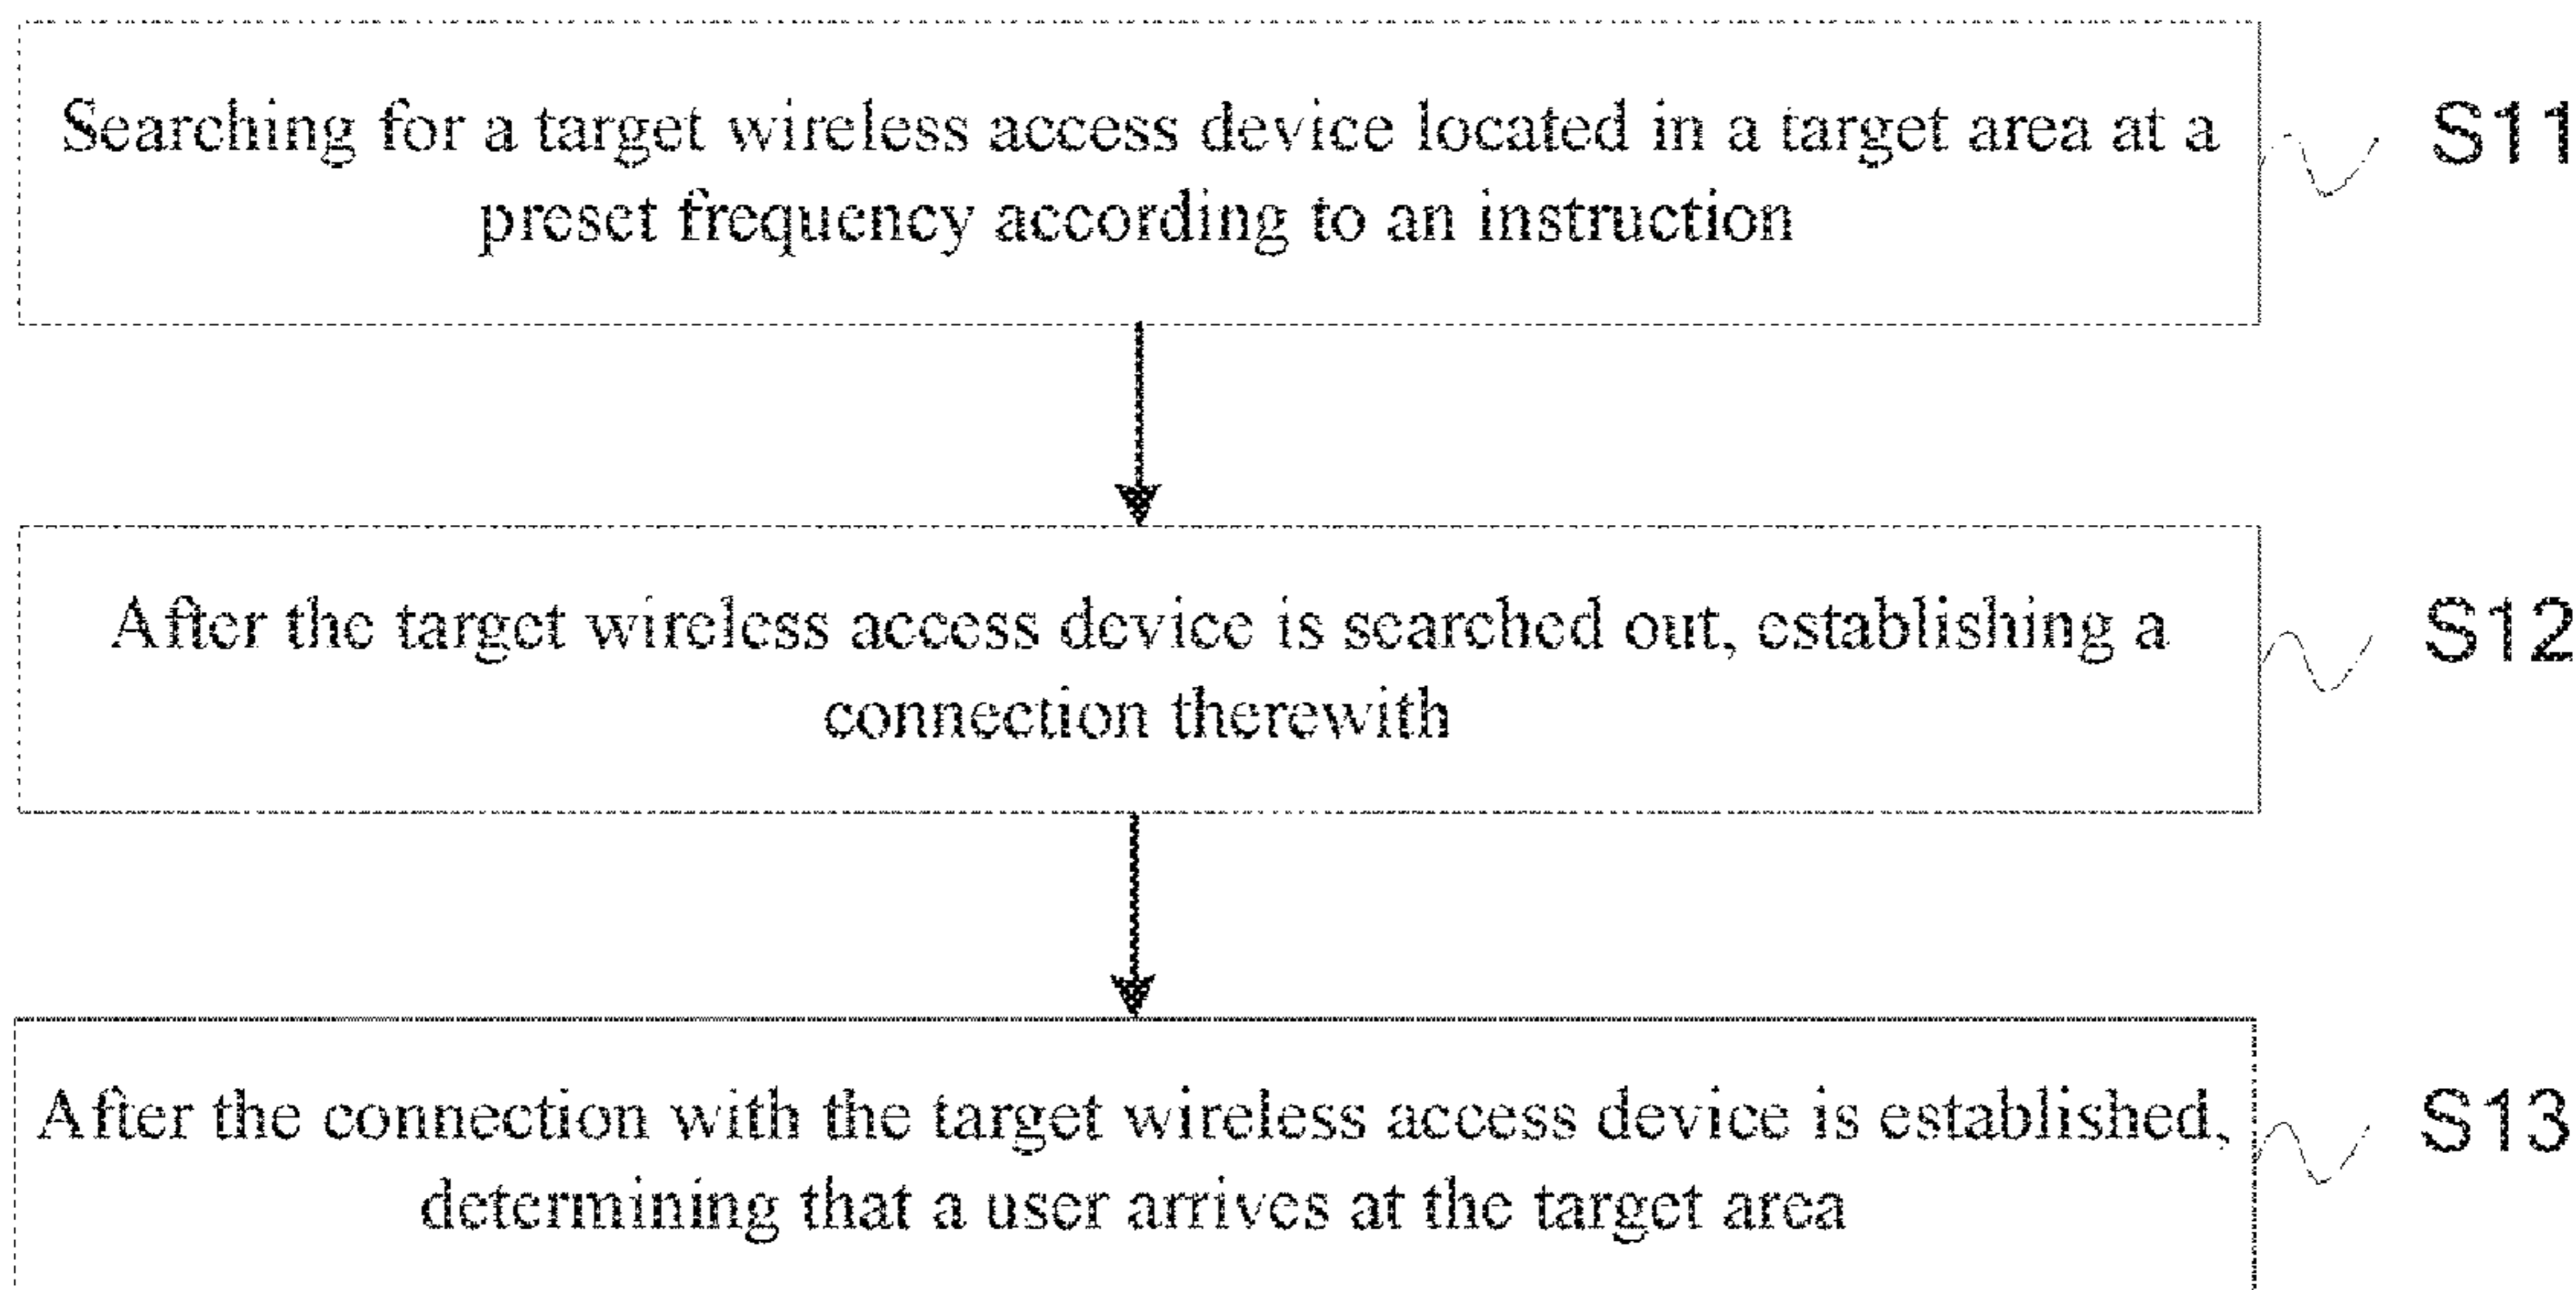 Searching for a target wireless access device located in a target area at a
S11
preset frequency according to an instruction
After the target wireless access device is searched out, establishing a
S12
connection therewith
After the connection with the target wireless access device is established,
S13
determining that a user arrives at the target area